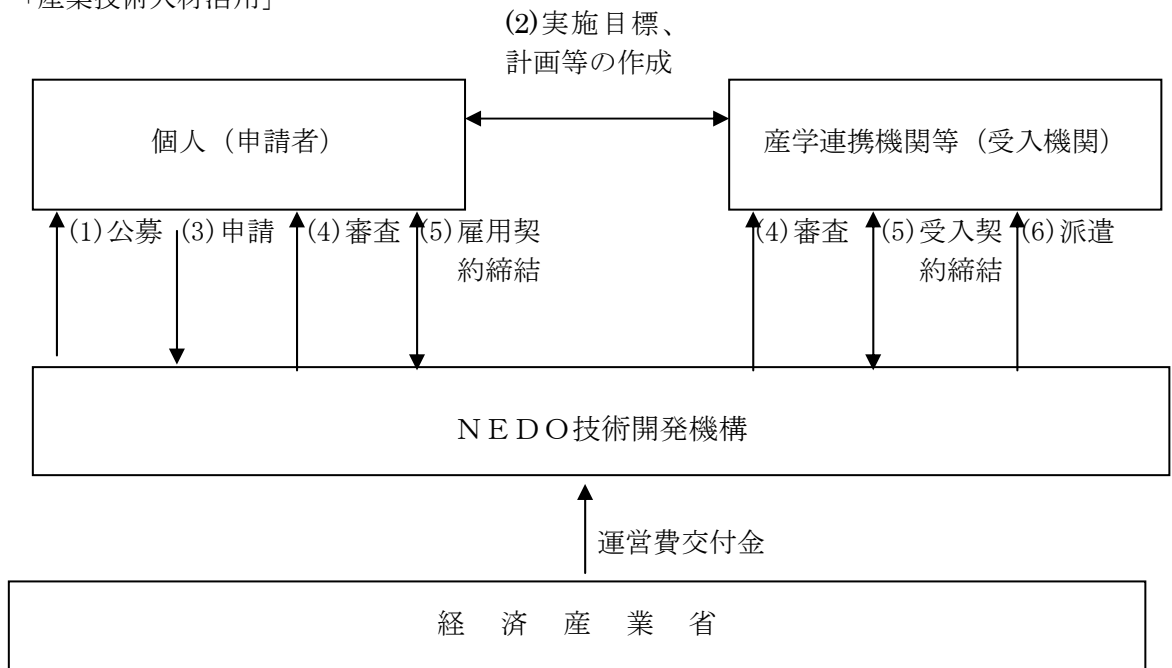 「産業技術人材活用」
(2)実施目標、
計画等の作成
個人（申請者）
産学連携機関等（受入機関）
(1)公募
(3)申請
(4)審査
(5)雇用契
約締結
(4)審査
(5)受入契
約締結
(6)派遣
ＮＥＤＯ技術開発機構
運営費交付金
経 済 産 業 省